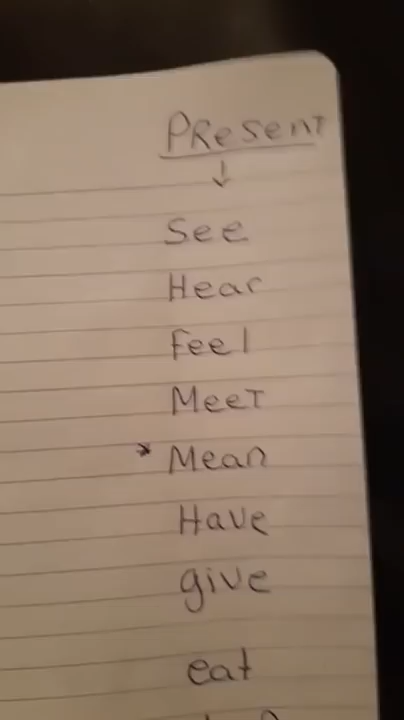 Present
↓
See
Hear
Feel
Meet
* Mean
Have
give
eat